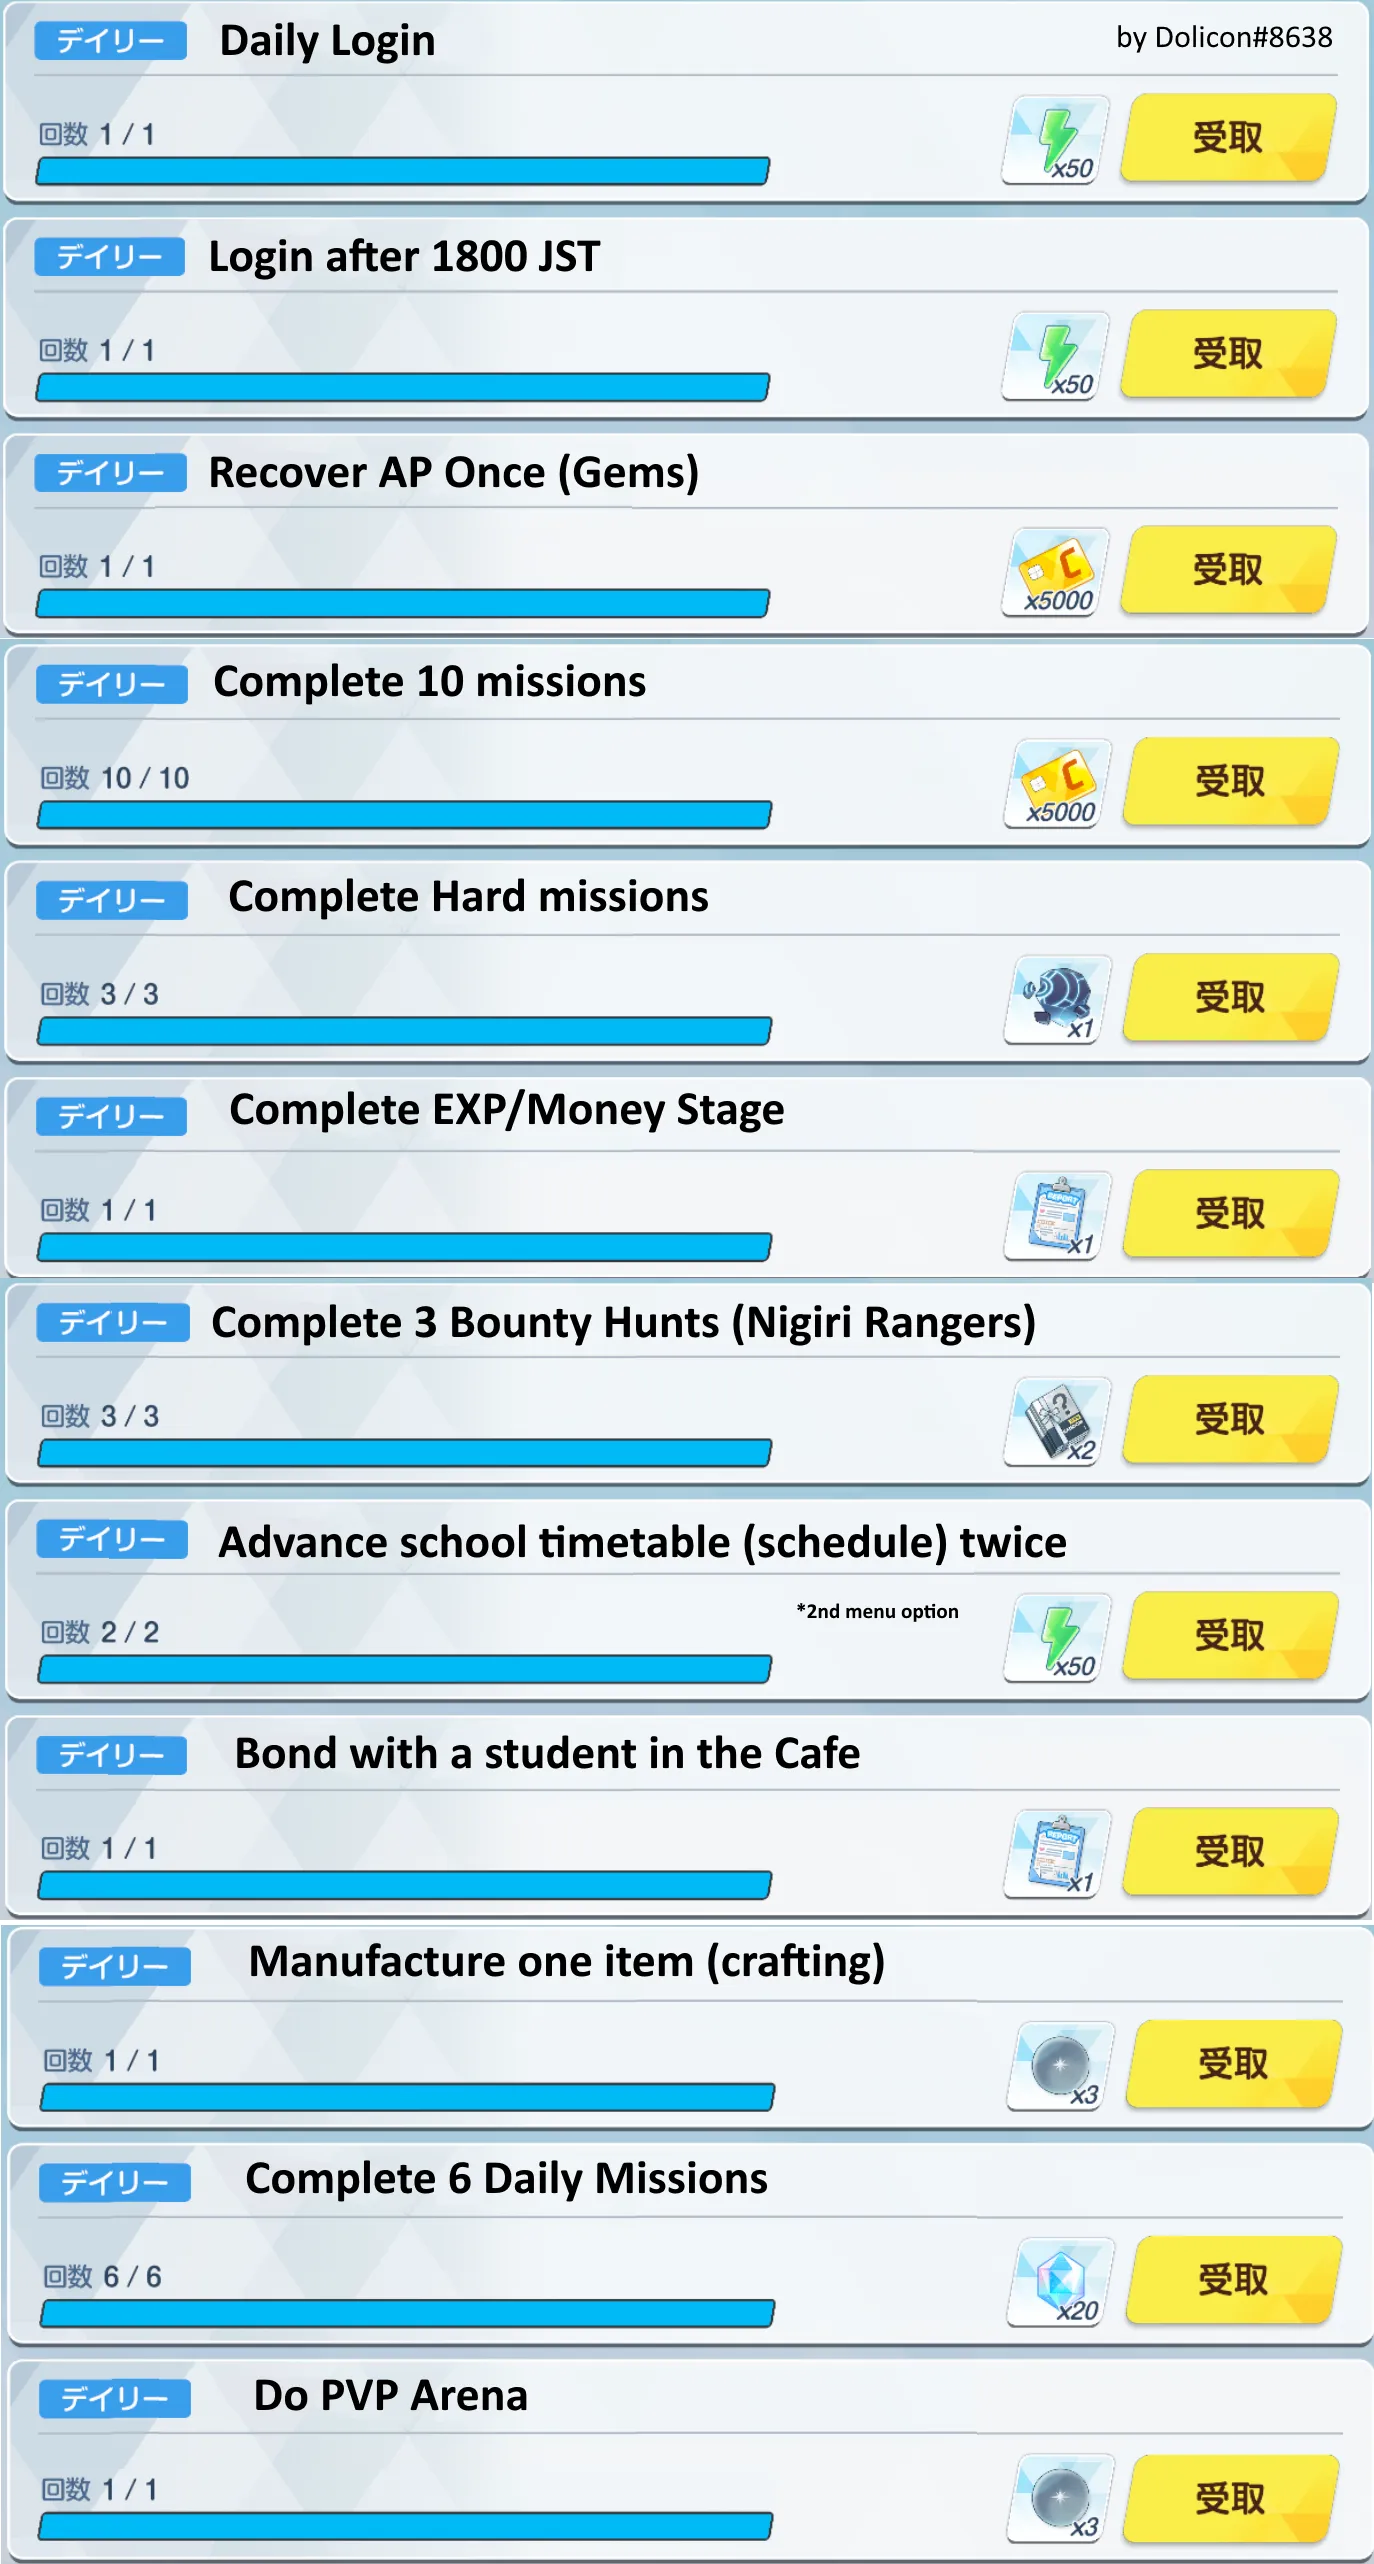 デイリー Daily Login by Dolicon#8638
回数 1 / 1 x50 受取
デイリー Login after 1800 JST
回数 1 / 1 x50 受取
デイリー Recover AP Once (Gems)
回数 1 / 1 x5000 受取
デイリー Complete 10 missions
回数 10 / 10 x5000 受取
デイリー Complete Hard missions
回数 3 / 3 x1 受取
デイリー Complete EXP/Money Stage
回数 1 / 1 REPORT x1 受取
デイリー Complete 3 Bounty Hunts (Nigiri Rangers)
回数 3 / 3 ? x2 受取
デイリー Advance school timetable (schedule) twice
*2nd menu option
回数 2 / 2 x50 受取
デイリー Bond with a student in the Cafe
回数 1 / 1 REPORT x1 受取
デイリー Manufacture one item (crafting)
回数 1 / 1 x3 受取
デイリー Complete 6 Daily Missions
回数 6 / 6 x20 受取
デイリー Do PVP Arena
回数 1 / 1 x3 受取